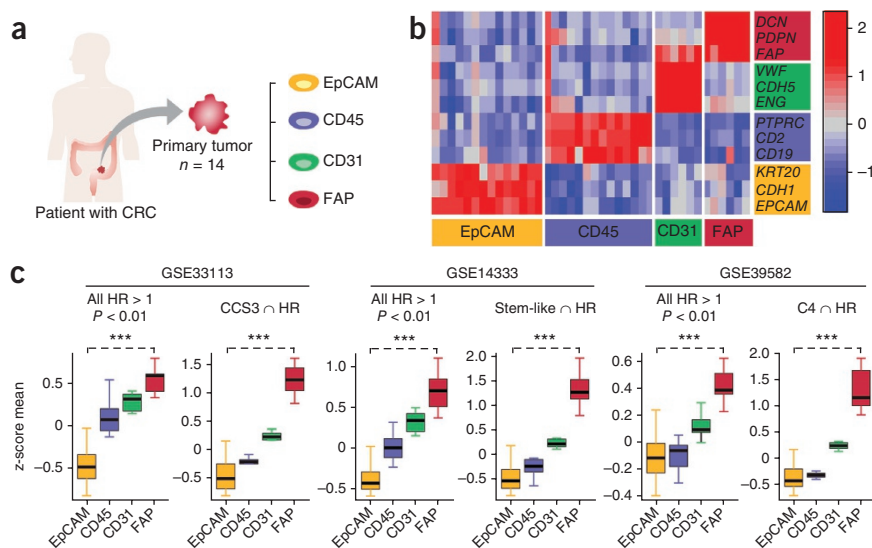 a
Patient with CRC
Primary tumor
n = 14
EpCAM
CD45
CD31
FAP
b
DCN
PDPN
FAP
VWF
CDH5
ENG
PTPRC
CD2
CD19
KRT20
CDH1
EPCAM
EpCAM CD45 CD31 FAP
2
1
0
−1
c
GSE33113 GSE14333 GSE39582
All HR > 1
P < 0.01
CCS3 ∩ HR
All HR > 1
P < 0.01
Stem-like ∩ HR
All HR > 1
P < 0.01
C4 ∩ HR
*** *** *** *** *** ***
z-score mean
0.5
0
−0.5
EpCAM CD45 CD31 FAP
1.5
1.0
0.5
0
−0.5
EpCAM CD45 CD31 FAP
1.0
0.5
0
−0.5
EpCAM CD45 CD31 FAP
2.0
1.5
1.0
0.5
0
−0.5
EpCAM CD45 CD31 FAP
0.6
0.4
0.2
0
−0.2
−0.4
EpCAM CD45 CD31 FAP
2.0
1.5
1.0
0.5
0
−0.5
EpCAM CD45 CD31 FAP